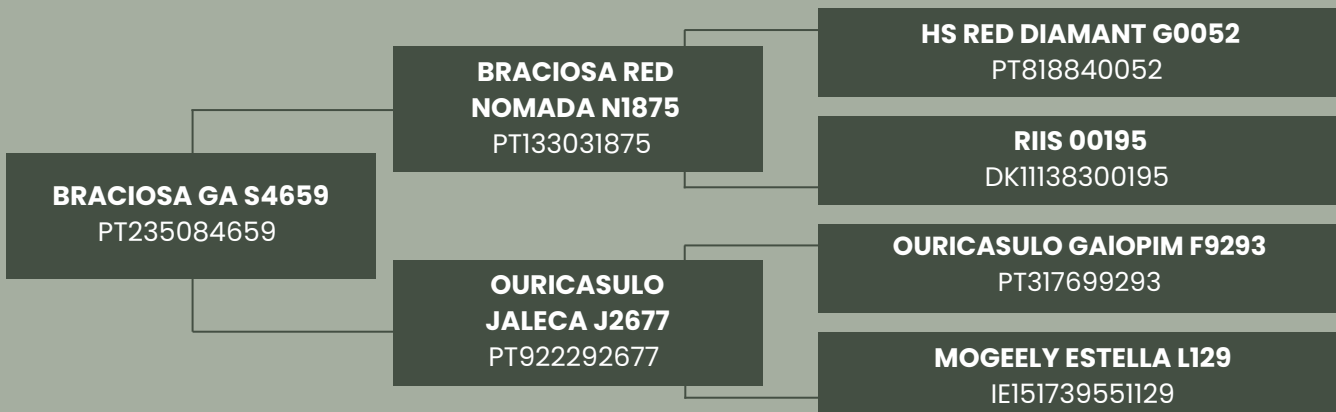 HS RED DIAMANT G0052
PT818840052
BRACIOSA RED
NOMADA N1875
PT133031875
RIIS 00195
DK11138300195
BRACIOSA GA S4659
PT235084659
OURICASULO GAIOPIM F9293
PT317699293
OURICASULO
JALECA J2677
PT922292677
MOGEELY ESTELLA L129
IE151739551129